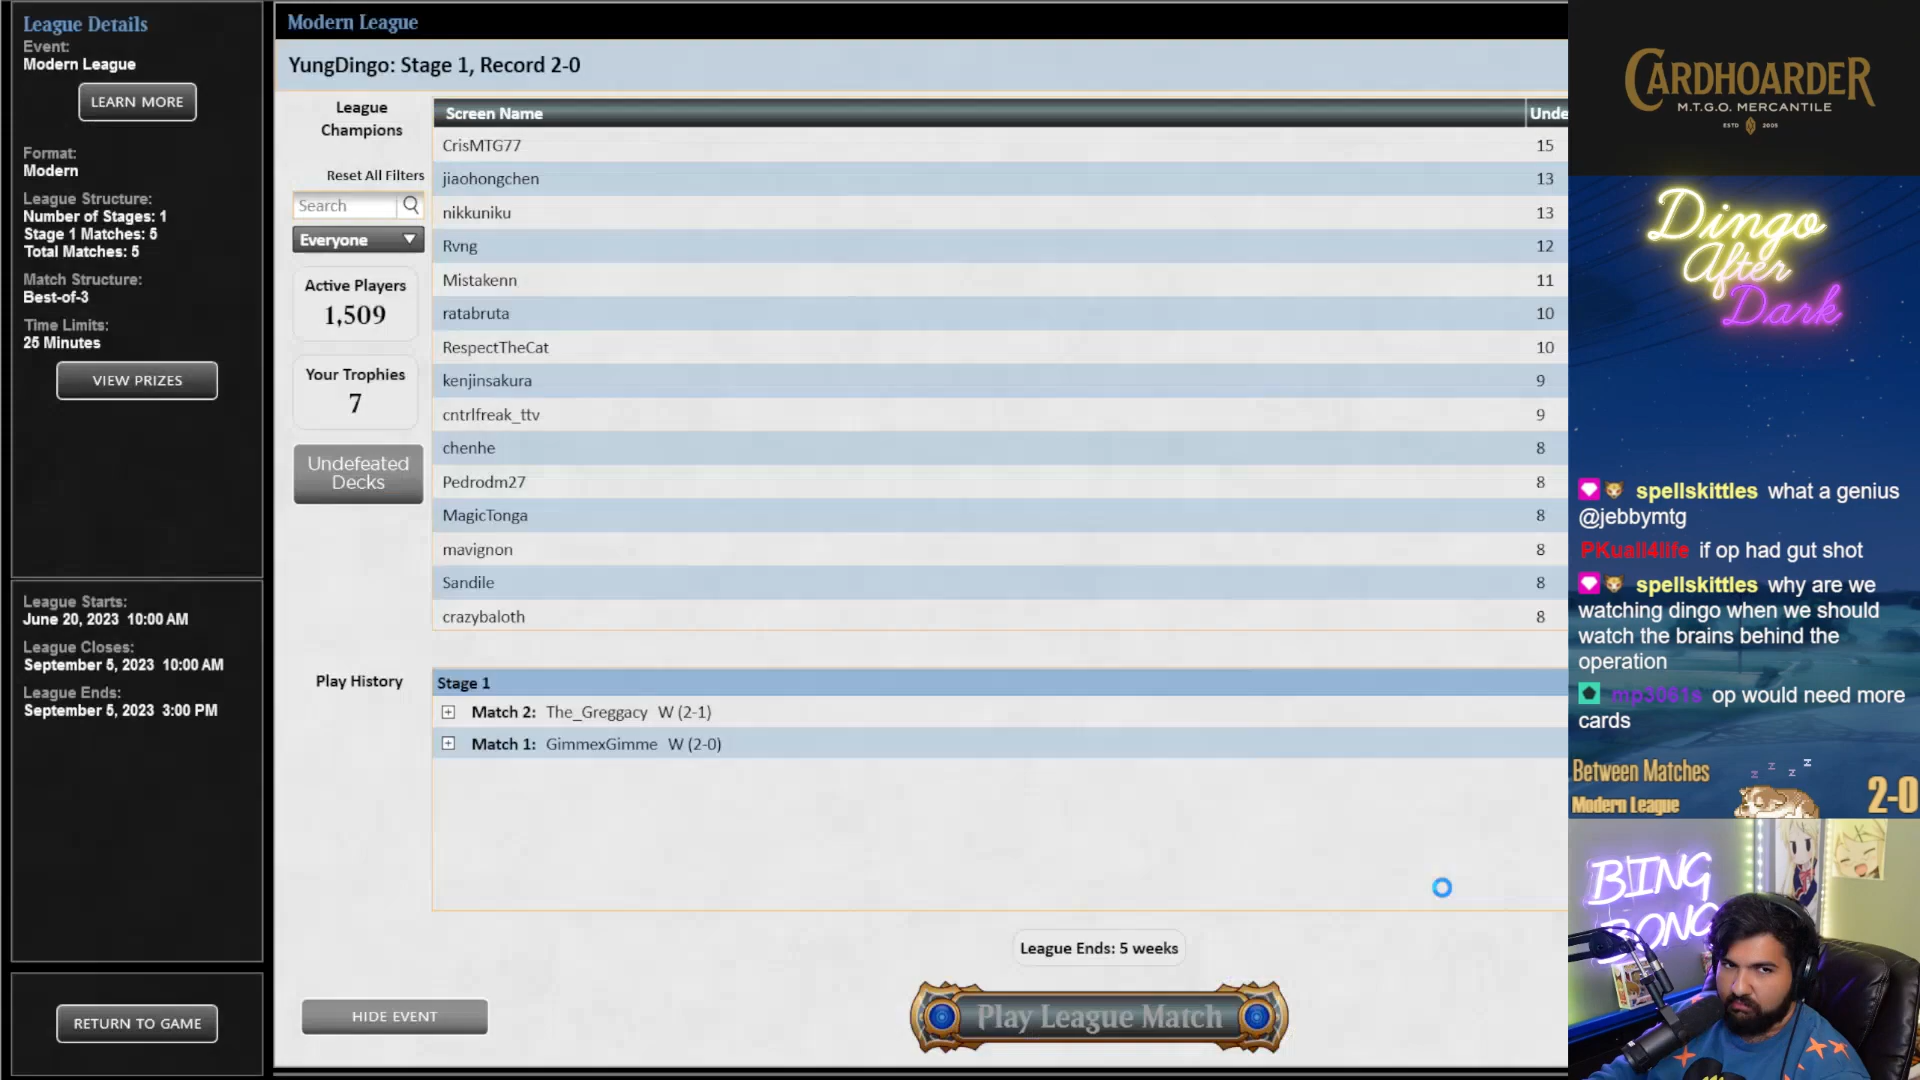 League Details
Event:
Modern League
LEARN MORE
Format:
Modern
League Structure:
Number of Stages: 1
Stage 1 Matches: 5
Total Matches: 5
Match Structure:
Best-of-3
Time Limits:
25 Minutes
VIEW PRIZES
League Starts:
June 20, 2023 10:00 AM
League Closes:
September 5, 2023 10:00 AM
League Ends:
September 5, 2023 3:00 PM
RETURN TO GAME
Modern League
YungDingo: Stage 1, Record 2-0
League
Champions
Reset All Filters
Search
Everyone
Active Players
1,509
Your Trophies
7
Undefeated
Decks
Screen Name Unde
CrisMTG77 15
jiaohongchen 13
nikkuniku 13
Rvng 12
Mistakenn 11
ratabruta 10
RespectTheCat 10
kenjinsakura 9
cntrlfreak_ttv 9
chenhe 8
Pedrodm27 8
MagicTonga 8
mavignon 8
Sandile 8
crazybaloth 8
Play History
Stage 1
Match 2: The_Greggacy W (2-1)
Match 1: GimmexGimme W (2-0)
League Ends: 5 weeks
HIDE EVENT
Play League Match
CARDHOARDER
M.T.G.O. MERCANTILE
ESTD 2005
Dingo
After
Dark
spellskittles what a genius
@jebbymtg
PKuall4life if op had gut shot
spellskittles why are we
watching dingo when we should
watch the brains behind the
operation
mp3061s op would need more
cards
Between Matches
z z z z
Modern League
2-0
BING
BONG